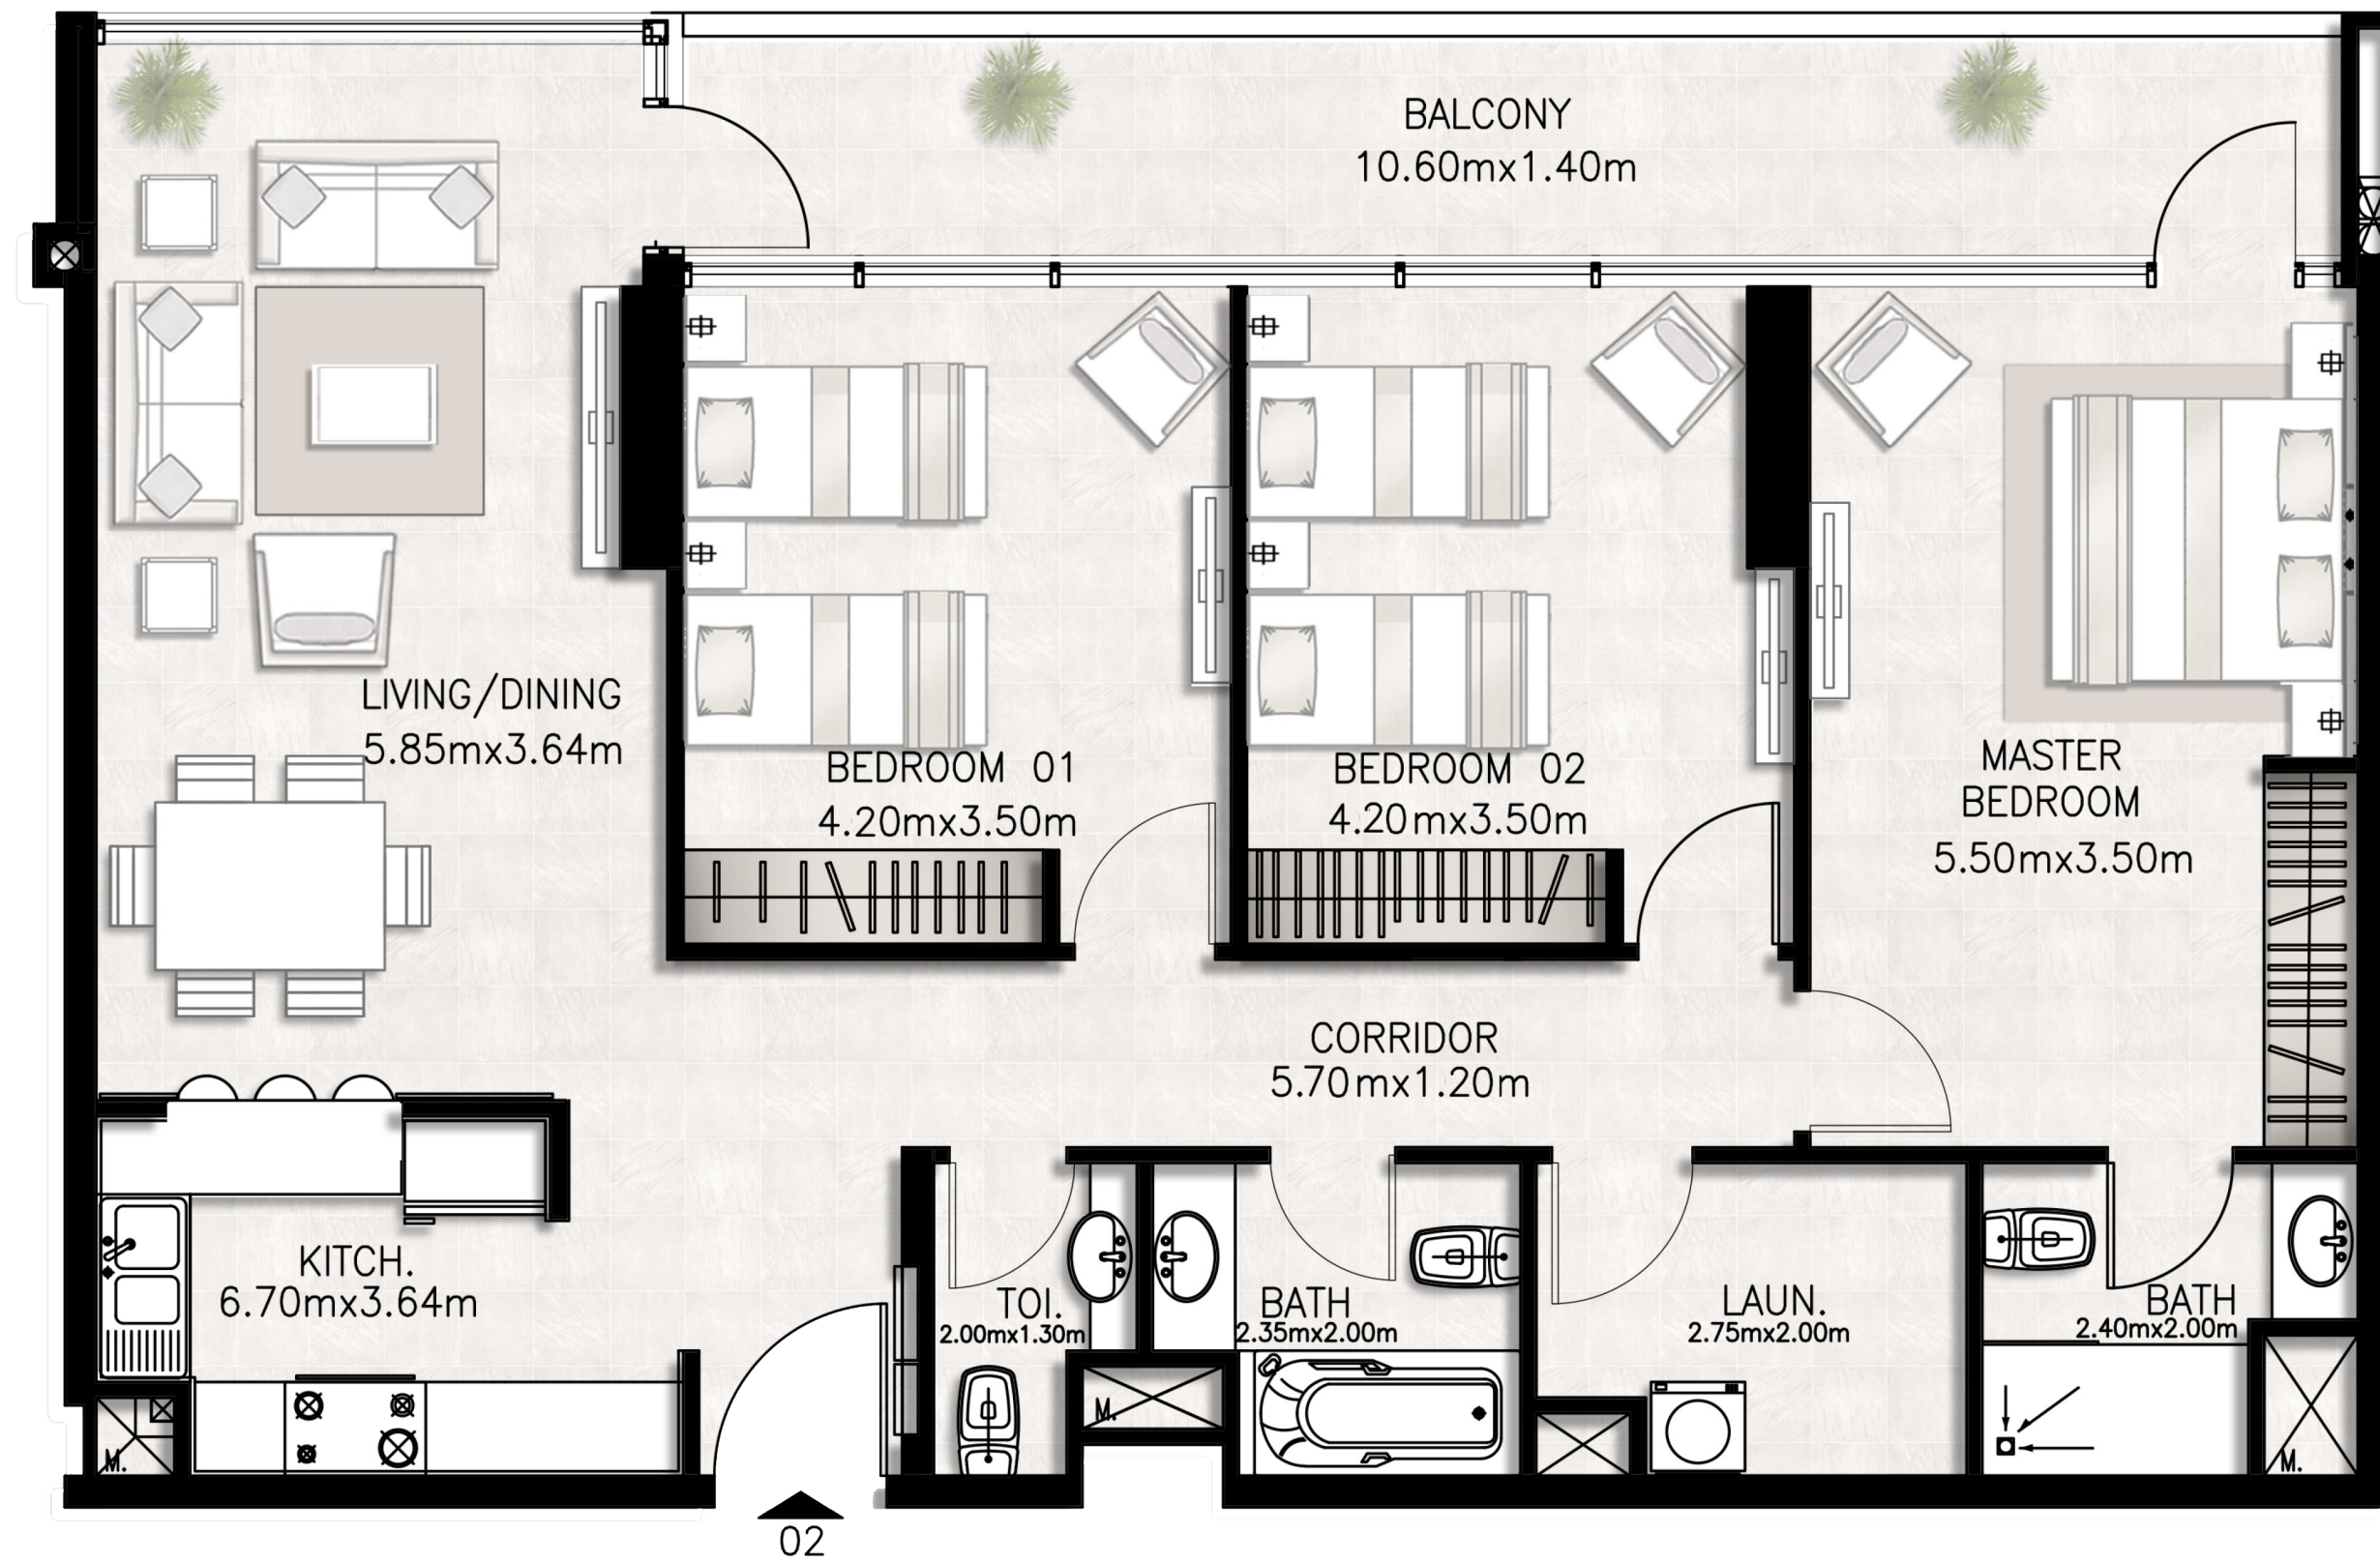 BALCONY
10.60mx1.40m
LIVING/DINING
5.85mx3.64m
BEDROOM 01
4.20mx3.50m
BEDROOM 02
4.20mx3.50m
MASTER
BEDROOM
5.50mx3.50m
CORRIDOR
5.70mx1.20m
KITCH.
6.70mx3.64m
TOI.
2.00mx1.30m
BATH
2.35mx2.00m
LAUN.
2.75mx2.00m
BATH
2.40mx2.00m
M.
M.
M.
02